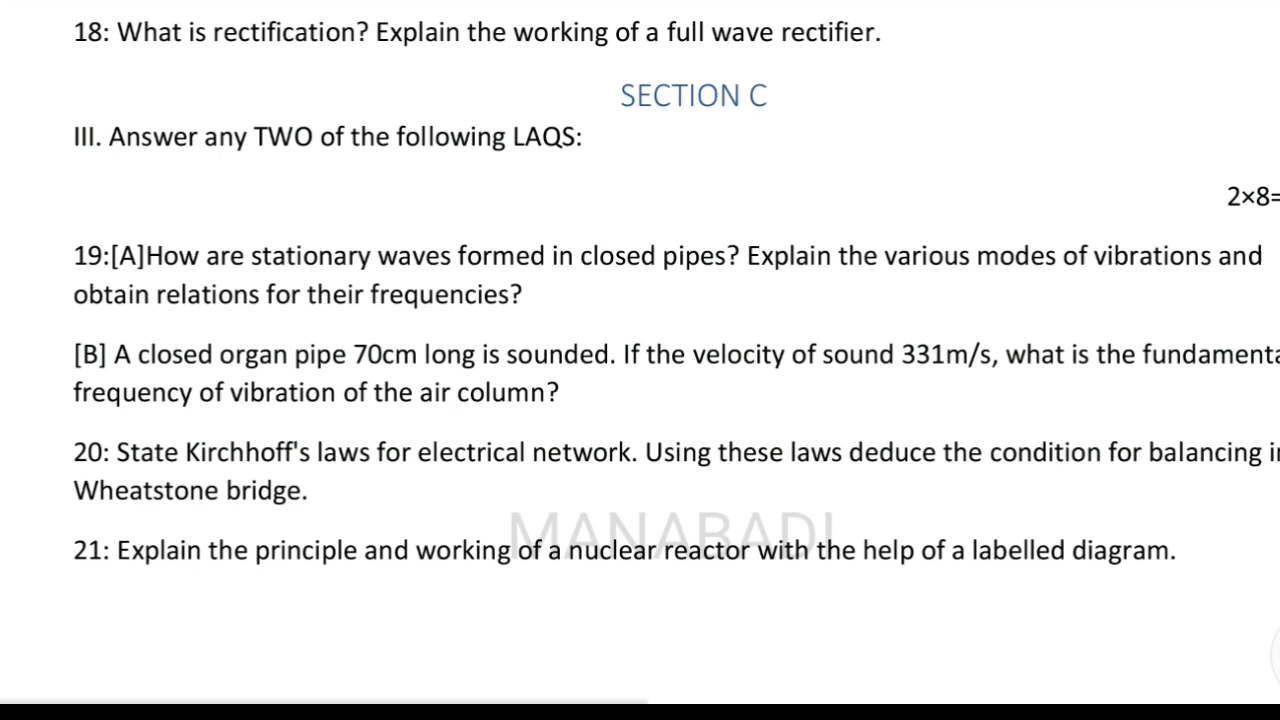 18: What is rectification? Explain the working of a full wave rectifier.
SECTION C
III. Answer any TWO of the following LAQS:
2×8=
19:[A]How are stationary waves formed in closed pipes? Explain the various modes of vibrations and
obtain relations for their frequencies?
[B] A closed organ pipe 70cm long is sounded. If the velocity of sound 331m/s, what is the fundamenta
frequency of vibration of the air column?
20: State Kirchhoff's laws for electrical network. Using these laws deduce the condition for balancing i
Wheatstone bridge.
MANABADI
21: Explain the principle and working of a nuclear reactor with the help of a labelled diagram.